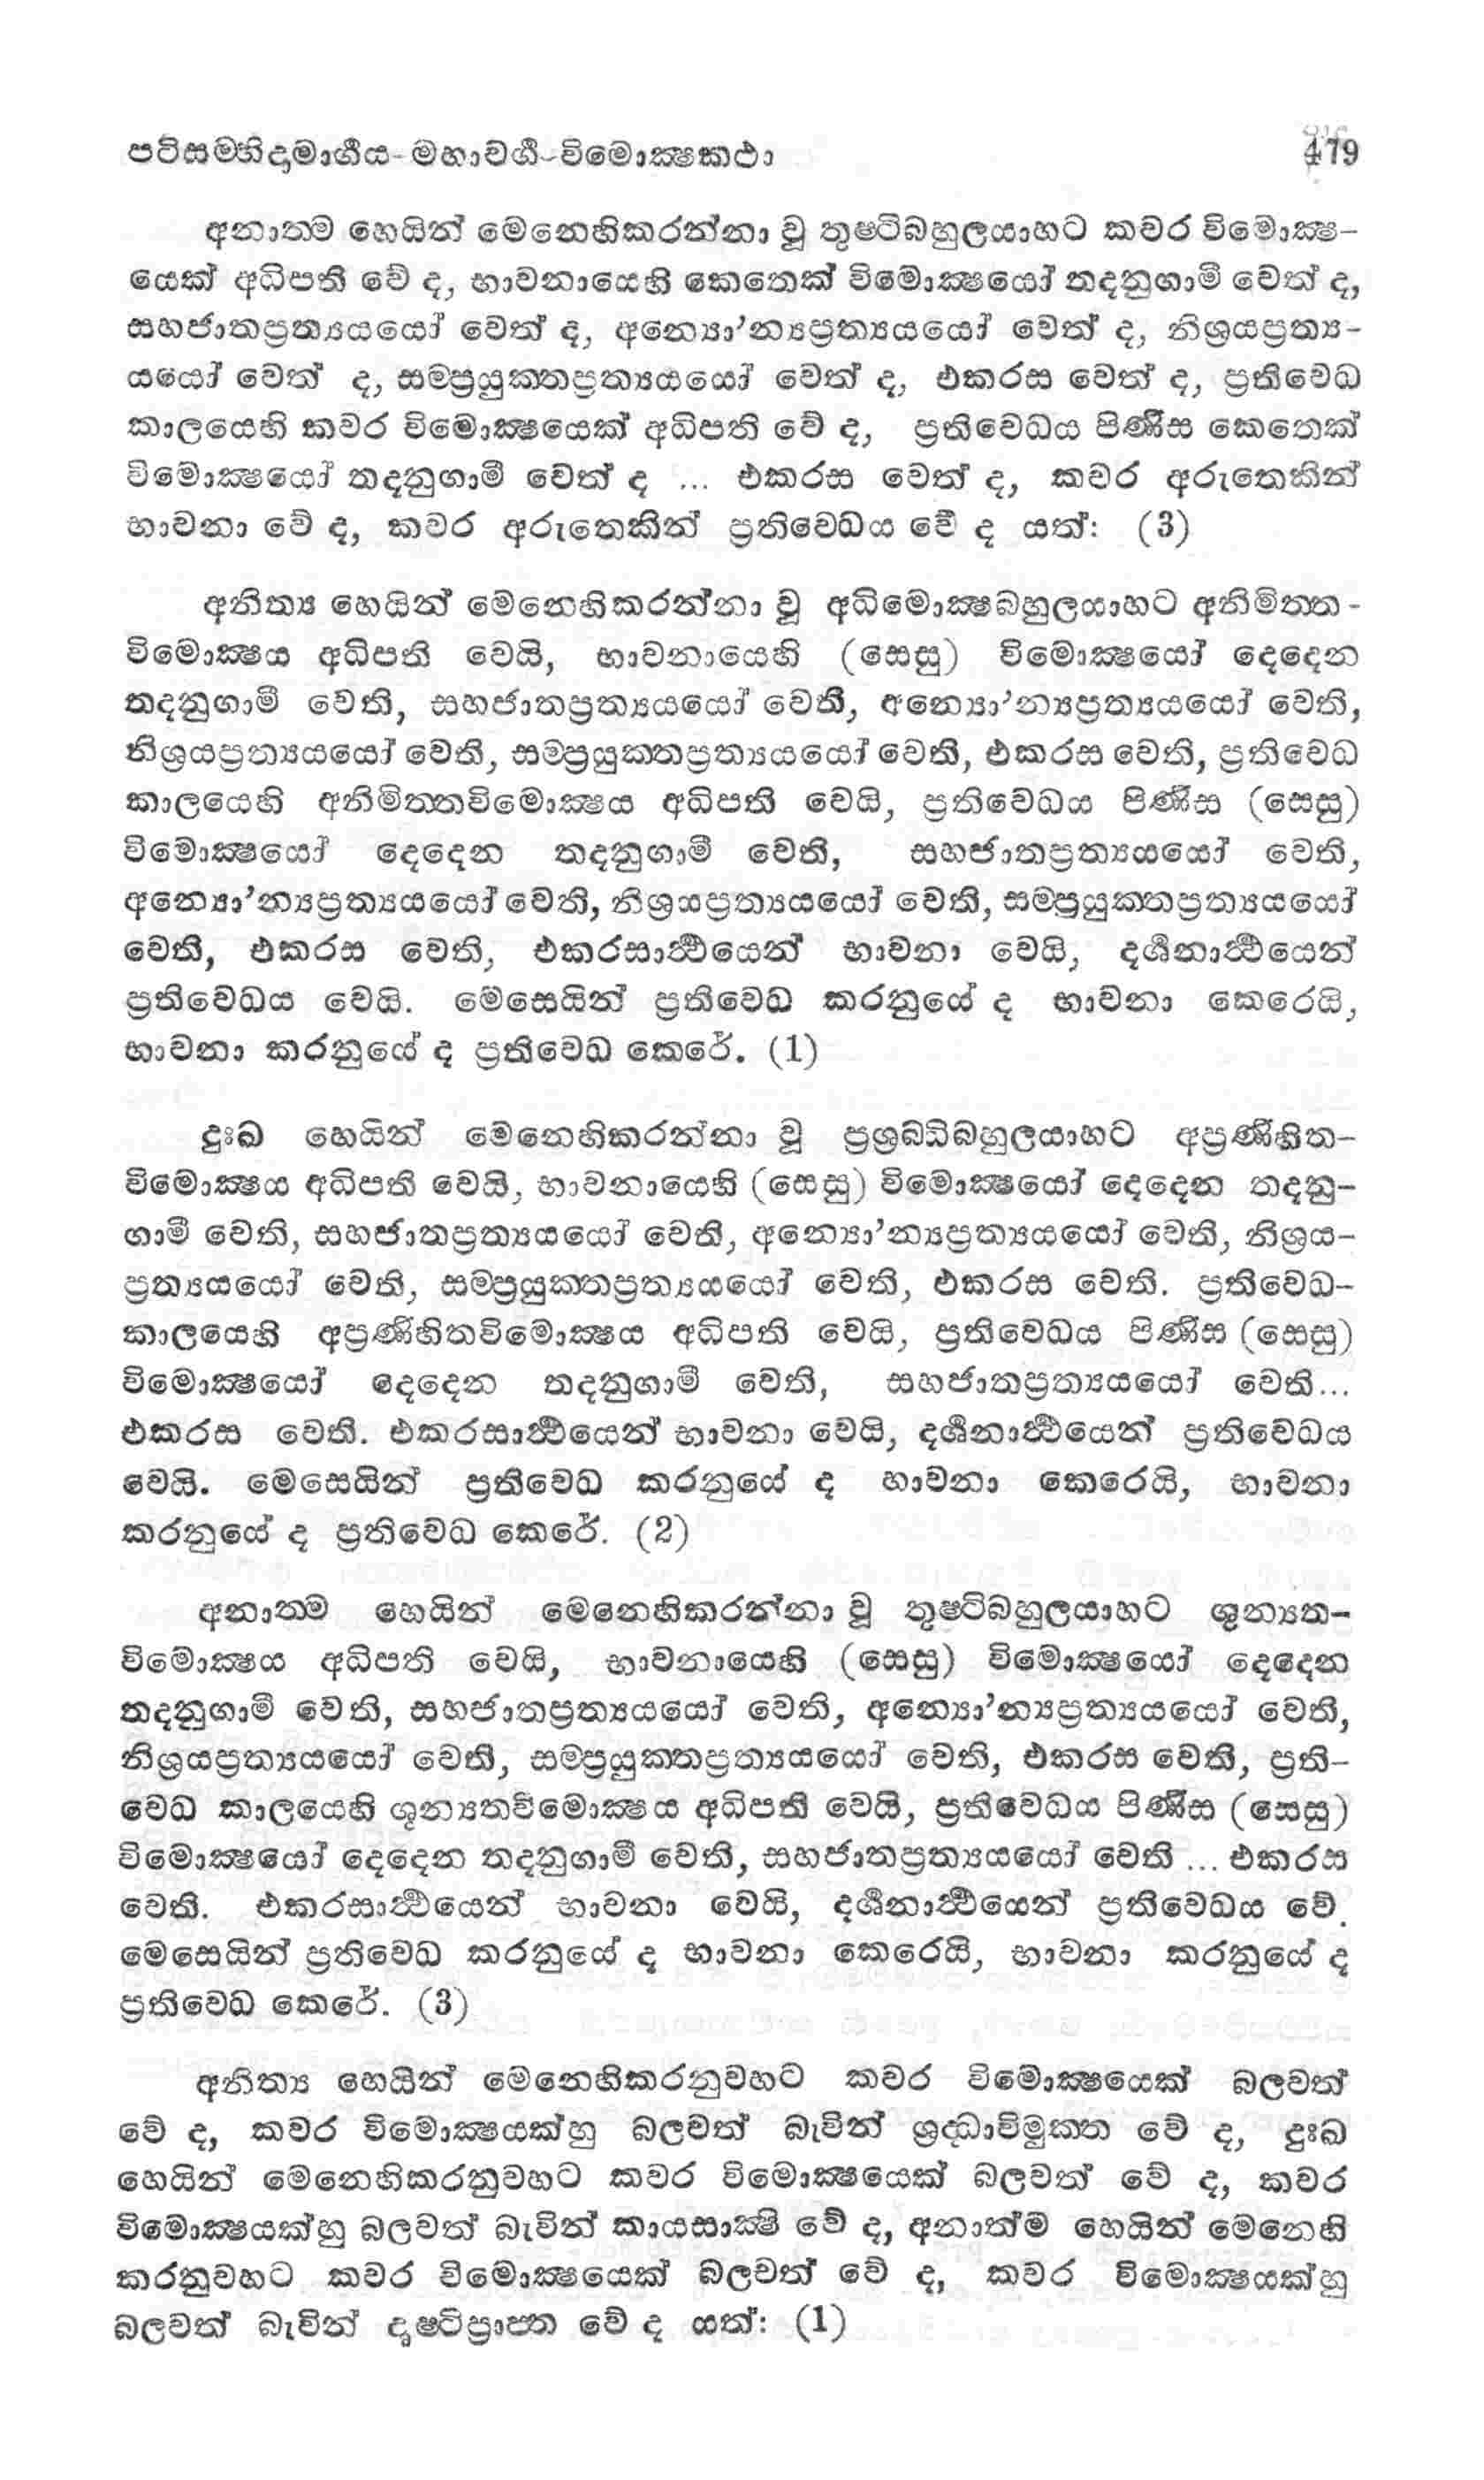 පටිසම්භිදාමාර්ගය-මහාවර්ග-විමොක්‍ෂකථා 479
අනාත්ම හෙයින් මෙනෙහිකරන්නා වූ තුෂ්ටිබහුලයාහට කවර විමොක්‍ෂ-
යෙක් අධිපති වේ ද, භාවනායෙහි කෙතෙක් විමොක්‍ෂයෝ තදනුගාමී වෙත් ද,
සහජාතප්‍රත්‍යයයෝ වෙත් ද, අන්‍යො’න්‍යප්‍රත්‍යයයෝ වෙත් ද, නිශ්‍රයප්‍රත්‍ය-
යයෝ වෙත් ද, සම්ප්‍රයුක්තප්‍රත්‍යයයෝ වෙත් ද, එකරස වෙත් ද, ප්‍රතිවෙධ
කාලයෙහි කවර විමොක්‍ෂයෙක් අධිපති වේ ද, ප්‍රතිවෙධය පිණිස කෙතෙක්
විමොක්‍ෂයෝ තදනුගාමී වෙත් ද ... එකරස වෙත් ද, කවර අරුතෙකින්
භාවනා වේ ද, කවර අරුතෙකින් ප්‍රතිවෙධය වේ ද යත්: (3)
අනිත්‍ය හෙයින් මෙනෙහිකරන්නා වූ අධිමොක්‍ෂබහුලයාහට අනිමිත්ත-
විමොක්‍ෂය අධිපති වෙයි, භාවනායෙහි (සෙසු) විමොක්‍ෂයෝ දෙදෙන
තදනුගාමී වෙති, සහජාතප්‍රත්‍යයයෝ වෙති, අන්‍යො’න්‍යප්‍රත්‍යයයෝ වෙති,
නිශ්‍රයප්‍රත්‍යයයෝ වෙති, සම්ප්‍රයුක්තප්‍රත්‍යයයෝ වෙති, එකරස වෙති, ප්‍රතිවෙධ
කාලයෙහි අනිමිත්තවිමොක්‍ෂය අධිපති වෙයි, ප්‍රතිවෙධය පිණිස (සෙසු)
විමොක්‍ෂයෝ දෙදෙන තදනුගාමී වෙති, සහජාතප්‍රත්‍යයයෝ වෙති,
අන්‍යො’න්‍යප්‍රත්‍යයයෝ වෙති, නිශ්‍රයප්‍රත්‍යයයෝ වෙති, සම්ප්‍රයුක්තප්‍රත්‍යයයෝ
වෙති, එකරස වෙති, එකරසාර්ථයෙන් භාවනා වෙයි, දර්ශනාර්ථයෙන්
ප්‍රතිවෙධය වෙයි. මෙසෙයින් ප්‍රතිවෙධ කරනුයේ ද භාවනා කෙරෙයි,
භාවනා කරනුයේ ද ප්‍රතිවෙධ කෙරේ. (1)
දුඃඛ හෙයින් මෙනෙහිකරන්නා වූ ප්‍රශ්‍රබ්ධිබහුලයාහට අප්‍රණිහිත-
විමොක්‍ෂය අධිපති වෙයි, භාවනායෙහි (සෙසු) විමොක්‍ෂයෝ දෙදෙන තදනු-
ගාමී වෙති, සහජාතප්‍රත්‍යයයෝ වෙති, අන්‍යො’න්‍යප්‍රත්‍යයයෝ වෙති, නිශ්‍රය-
ප්‍රත්‍යයයෝ වෙති, සම්ප්‍රයුක්තප්‍රත්‍යයයෝ වෙති, එකරස වෙති. ප්‍රතිවෙධ-
කාලයෙහි අප්‍රණිහිතවිමොක්‍ෂය අධිපති වෙයි, ප්‍රතිවෙධය පිණිස (සෙසු)
විමොක්‍ෂයෝ දෙදෙන තදනුගාමී වෙති, සහජාතප්‍රත්‍යයයෝ වෙති...
එකරස වෙති. එකරසාර්ථයෙන් භාවනා වෙයි, දර්ශනාර්ථයෙන් ප්‍රතිවෙධය
වෙයි. මෙසෙයින් ප්‍රතිවෙධ කරනුයේ ද භාවනා කෙරෙයි, භාවනා
කරනුයේ ද ප්‍රතිවෙධ කෙරේ. (2)
අනාත්ම හෙයින් මෙනෙහිකරන්නා වූ තුෂ්ටිබහුලයාහට ශූන්‍යත-
විමොක්‍ෂය අධිපති වෙයි, භාවනායෙහි (සෙසු) විමොක්‍ෂයෝ දෙදෙන
තදනුගාමී වෙති, සහජාතප්‍රත්‍යයයෝ වෙති, අන්‍යො’න්‍යප්‍රත්‍යයයෝ වෙති,
නිශ්‍රයප්‍රත්‍යයයෝ වෙති, සම්ප්‍රයුක්තප්‍රත්‍යයයෝ වෙති, එකරස වෙති, ප්‍රති-
වෙධ කාලයෙහි ශූන්‍යතවිමොක්‍ෂය අධිපති වෙයි, ප්‍රතිවෙධය පිණිස (සෙසු)
විමොක්‍ෂයෝ දෙදෙන තදනුගාමී වෙති, සහජාතප්‍රත්‍යයයෝ වෙති ... එකරස
වෙති. එකරසාර්ථයෙන් භාවනා වෙයි, දර්ශනාර්ථයෙන් ප්‍රතිවෙධය වේ.
මෙසෙයින් ප්‍රතිවෙධ කරනුයේ ද භාවනා කෙරෙයි, භාවනා කරනුයේ ද
ප්‍රතිවෙධ කෙරේ. (3)
අනිත්‍ය හෙයින් මෙනෙහිකරනුවහට කවර විමොක්‍ෂයෙක් බලවත්
වේ ද, කවර විමොක්‍ෂයක්හු බලවත් බැවින් ශ්‍රද්ධාවිමුක්ත වේ ද, දුඃඛ
හෙයින් මෙනෙහිකරනුවහට කවර විමොක්‍ෂයෙක් බලවත් වේ ද, කවර
විමොක්‍ෂයක්හු බලවත් බැවින් කායසාක්‍ෂි වේ ද, අනාත්ම හෙයින් මෙනෙහි
කරනුවහට කවර විමොක්‍ෂයෙක් බලවත් වේ ද, කවර විමොක්‍ෂයක්හු
බලවත් බැවින් දෘෂ්ටිප්‍රාප්ත වේ ද යත්: (1)